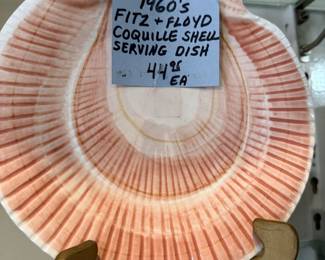 1960's
FITZ + FLOYD
COQUILLE SHELL
SERVING DISH
44 95
EA